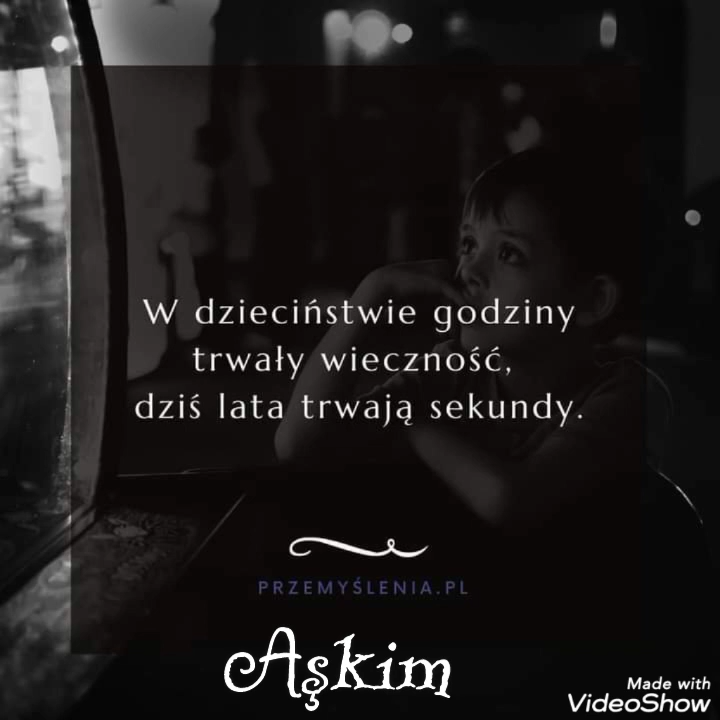 W dzieciństwie godziny
trwały wieczność,
dziś lata trwają sekundy.
PRZEMYŚLENIA.PL
Aşkim
Made with
VideoShow